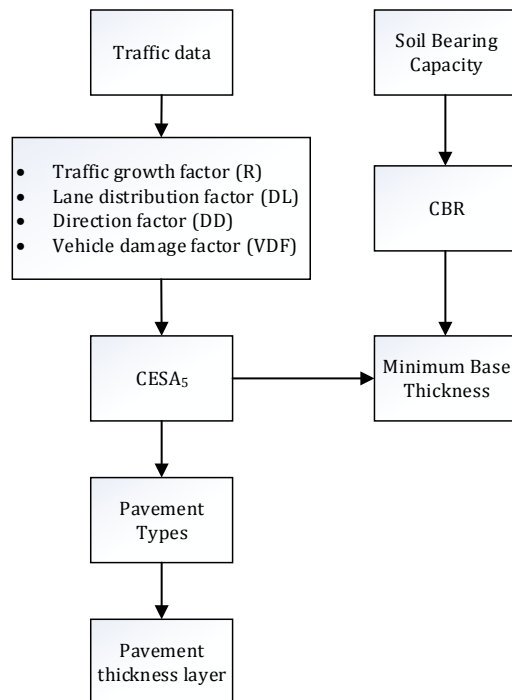 Traffic data
Soil Bearing
Capacity
• Traffic growth factor (R)
• Lane distribution factor (DL)
• Direction factor (DD)
• Vehicle damage factor (VDF)
CBR
CESA₅
Minimum Base
Thickness
Pavement
Types
Pavement
thickness layer